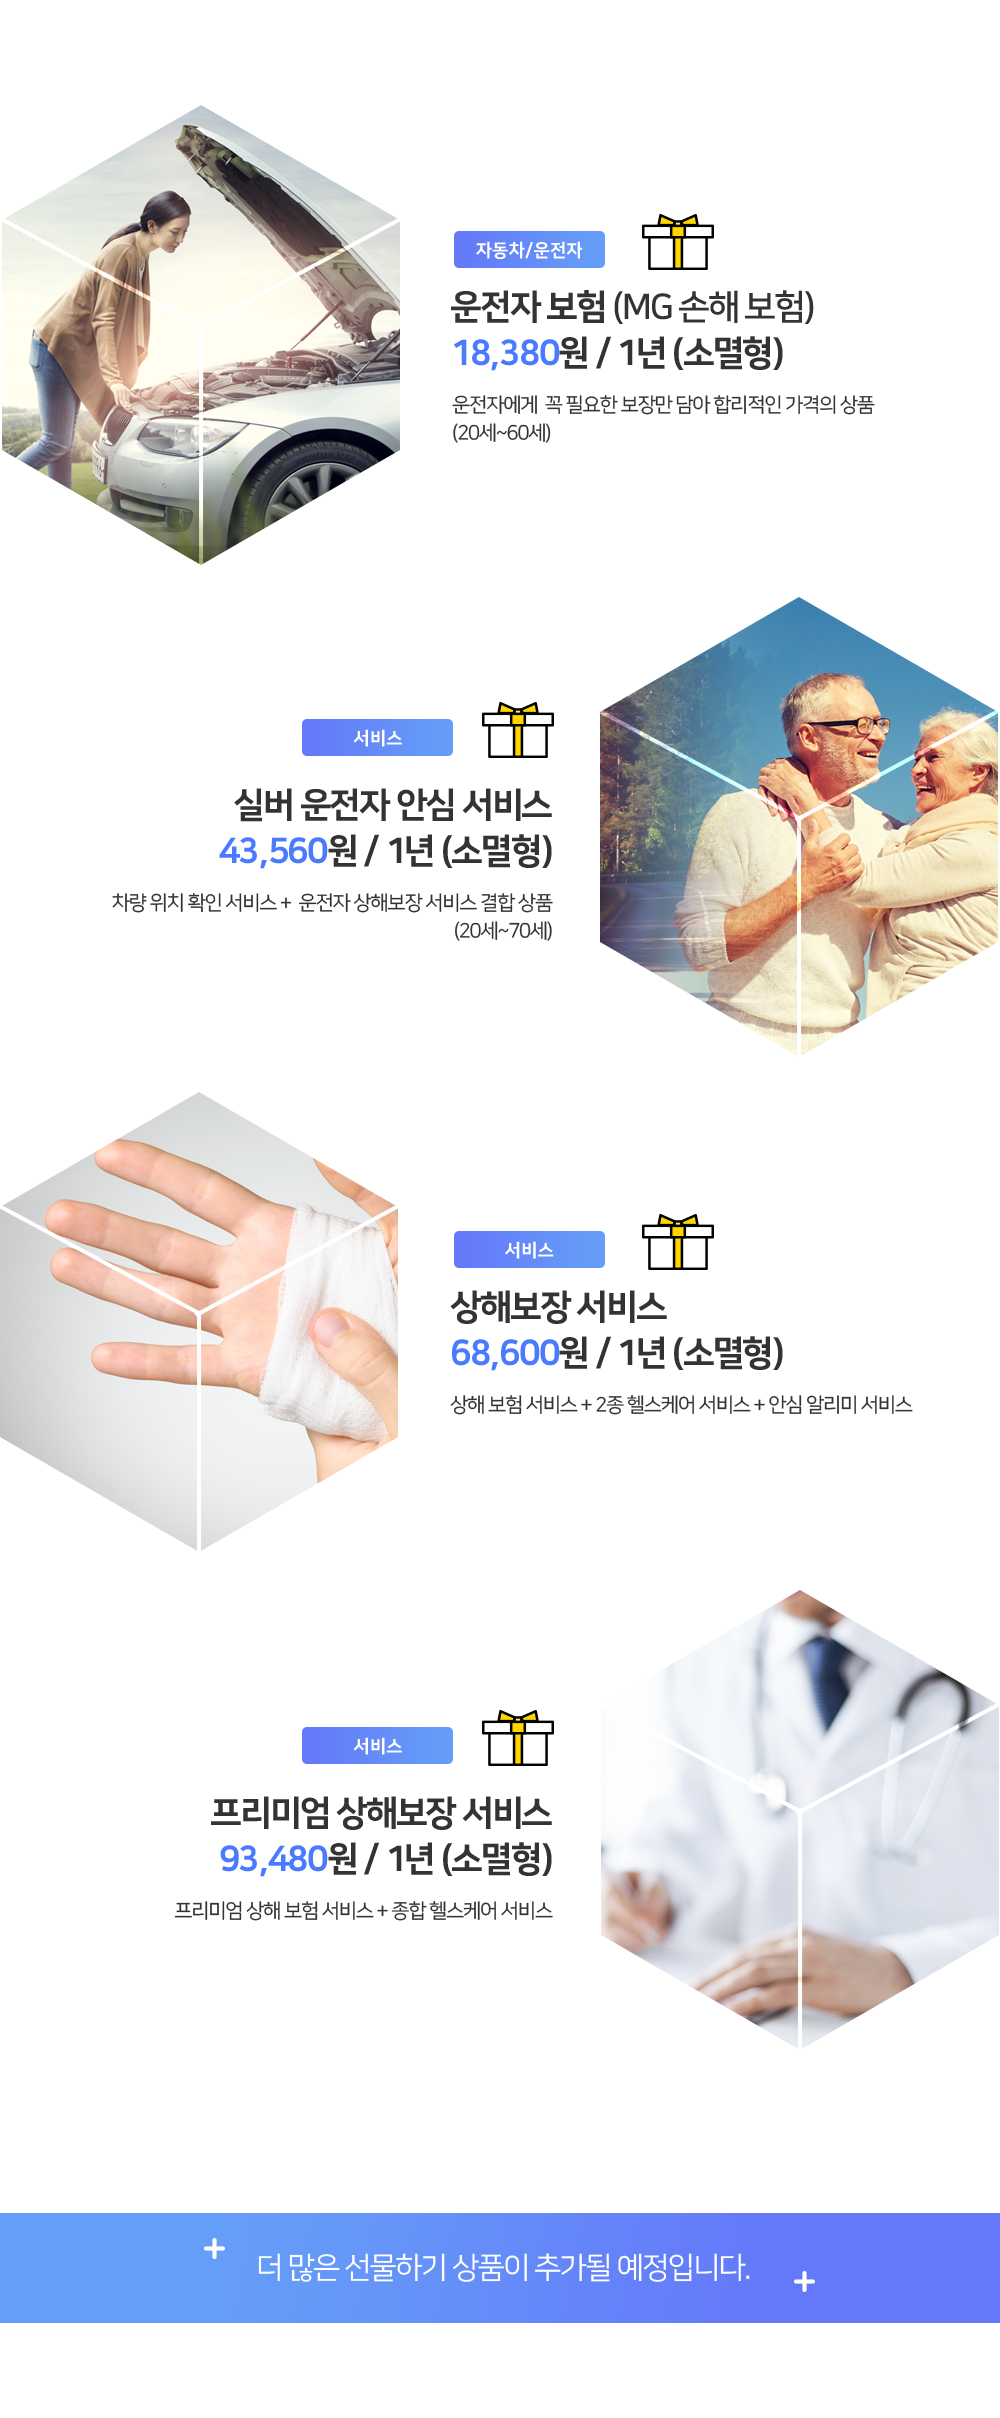 자동차/운전자
운전자 보험 (MG 손해 보험)
18,380원 / 1년 (소멸형)
운전자에게 꼭 필요한 보장만 담아 합리적인 가격의 상품
(20세~60세)
서비스
실버 운전자 안심 서비스
43,560원 / 1년 (소멸형)
차량 위치 확인 서비스 + 운전자 상해보장 서비스 결합 상품
(20세~70세)
서비스
상해보장 서비스
68,600원 / 1년 (소멸형)
상해 보험 서비스 + 2종 헬스케어 서비스 + 안심 알리미 서비스
서비스
프리미엄 상해보장 서비스
93,480원 / 1년 (소멸형)
프리미엄 상해 보험 서비스 + 종합 헬스케어 서비스
더 많은 선물하기 상품이 추가될 예정입니다.